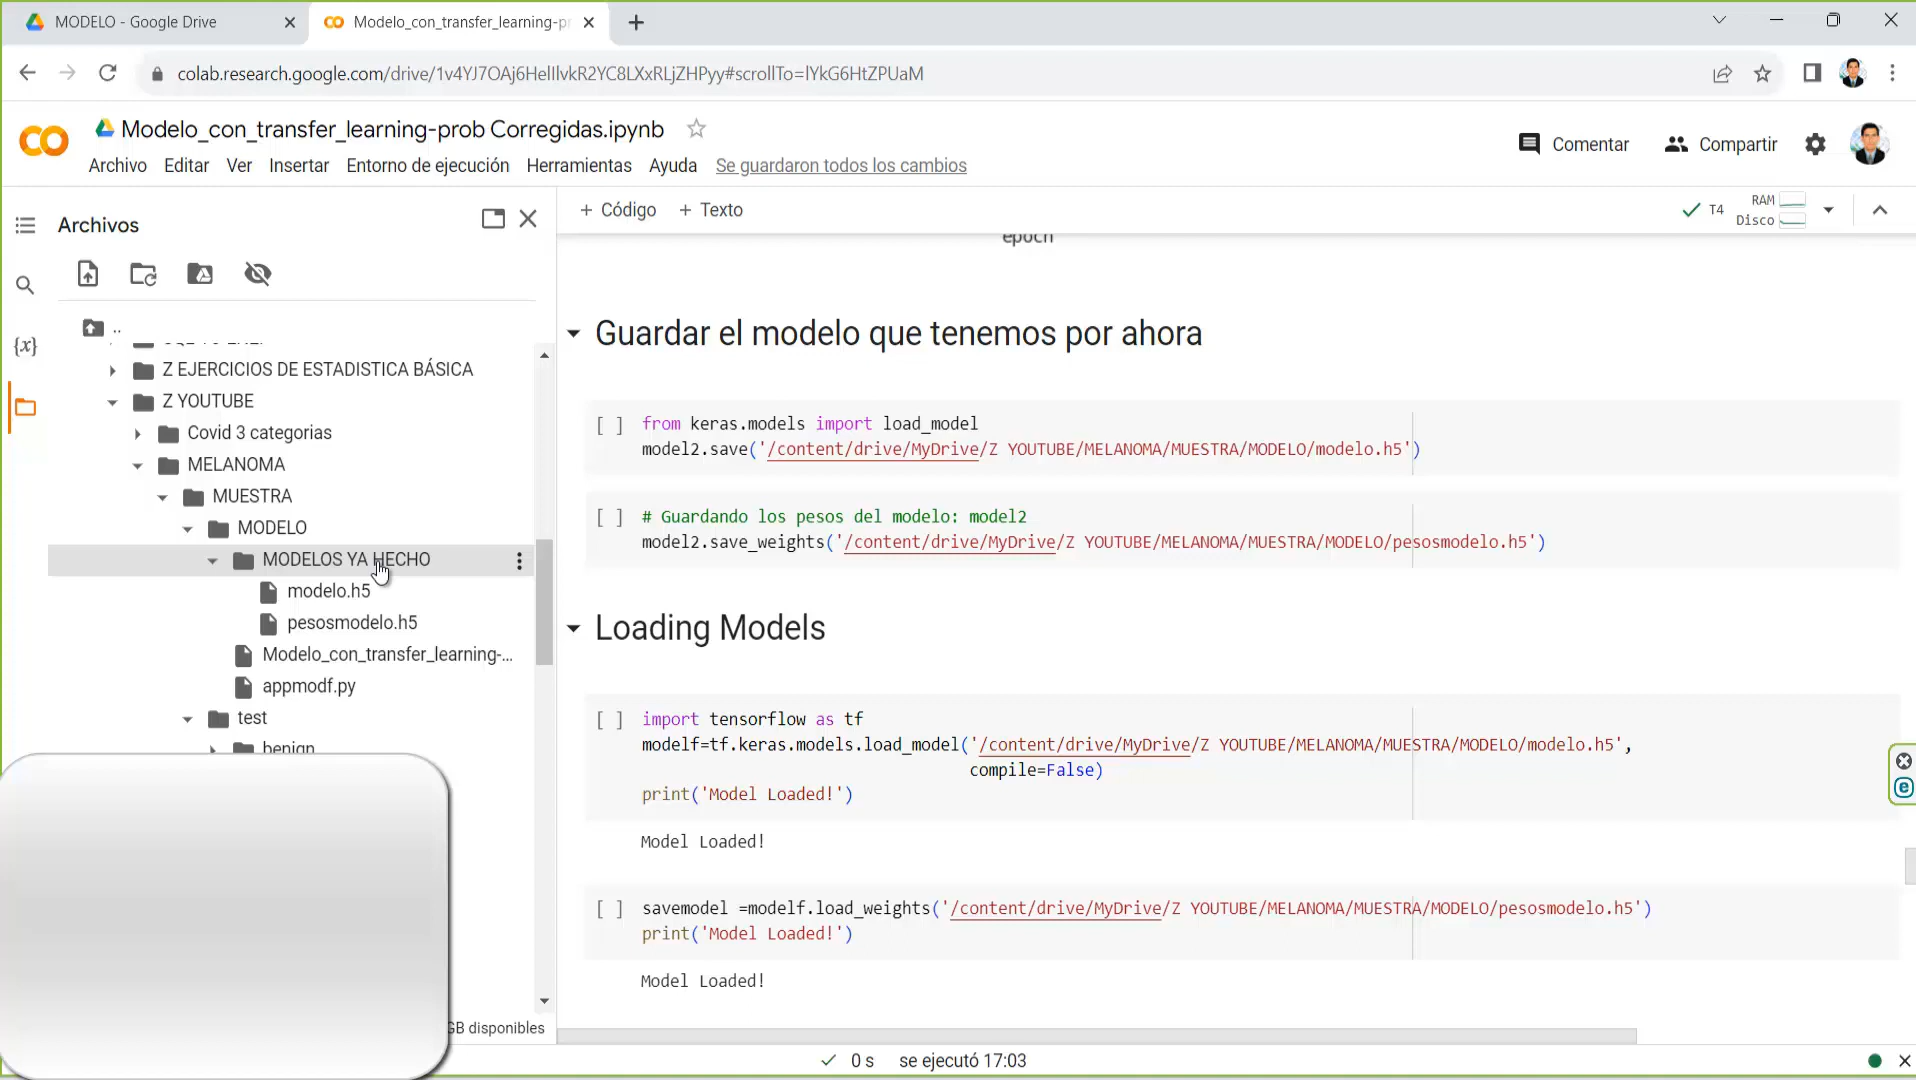 MODELO - Google Drive
Modelo_con_transfer_learning-pr
colab.research.google.com/drive/1v4YJ7OAj6HelIlvkR2YC8LXxRLjZHPyy#scrollTo=lYkG6HtZPUaM
Modelo_con_transfer_learning-prob Corregidas.ipynb
Comentar
Compartir
Archivo Editar Ver Insertar Entorno de ejecución Herramientas Ayuda Se guardaron todos los cambios
Archivos
+ Código + Texto
T4
RAM
Disco
epoch
..
{x}
Z EJERCICIOS DE ESTADISTICA BÁSICA
Z YOUTUBE
Covid 3 categorias
MELANOMA
MUESTRA
MODELO
MODELOS YA HECHO
modelo.h5
pesosmodelo.h5
Modelo_con_transfer_learning-...
appmodf.py
test
benign
GB disponibles
Guardar el modelo que tenemos por ahora
[ ] from keras.models import load_model
model2.save('/content/drive/MyDrive/Z YOUTUBE/MELANOMA/MUESTRA/MODELO/modelo.h5')
[ ] # Guardando los pesos del modelo: model2
model2.save_weights('/content/drive/MyDrive/Z YOUTUBE/MELANOMA/MUESTRA/MODELO/pesosmodelo.h5')
Loading Models
[ ] import tensorflow as tf
modelf=tf.keras.models.load_model('/content/drive/MyDrive/Z YOUTUBE/MELANOMA/MUESTRA/MODELO/modelo.h5',
compile=False)
print('Model Loaded!')
Model Loaded!
[ ] savemodel =modelf.load_weights('/content/drive/MyDrive/Z YOUTUBE/MELANOMA/MUESTRA/MODELO/pesosmodelo.h5')
print('Model Loaded!')
Model Loaded!
0 s se ejecutó 17:03